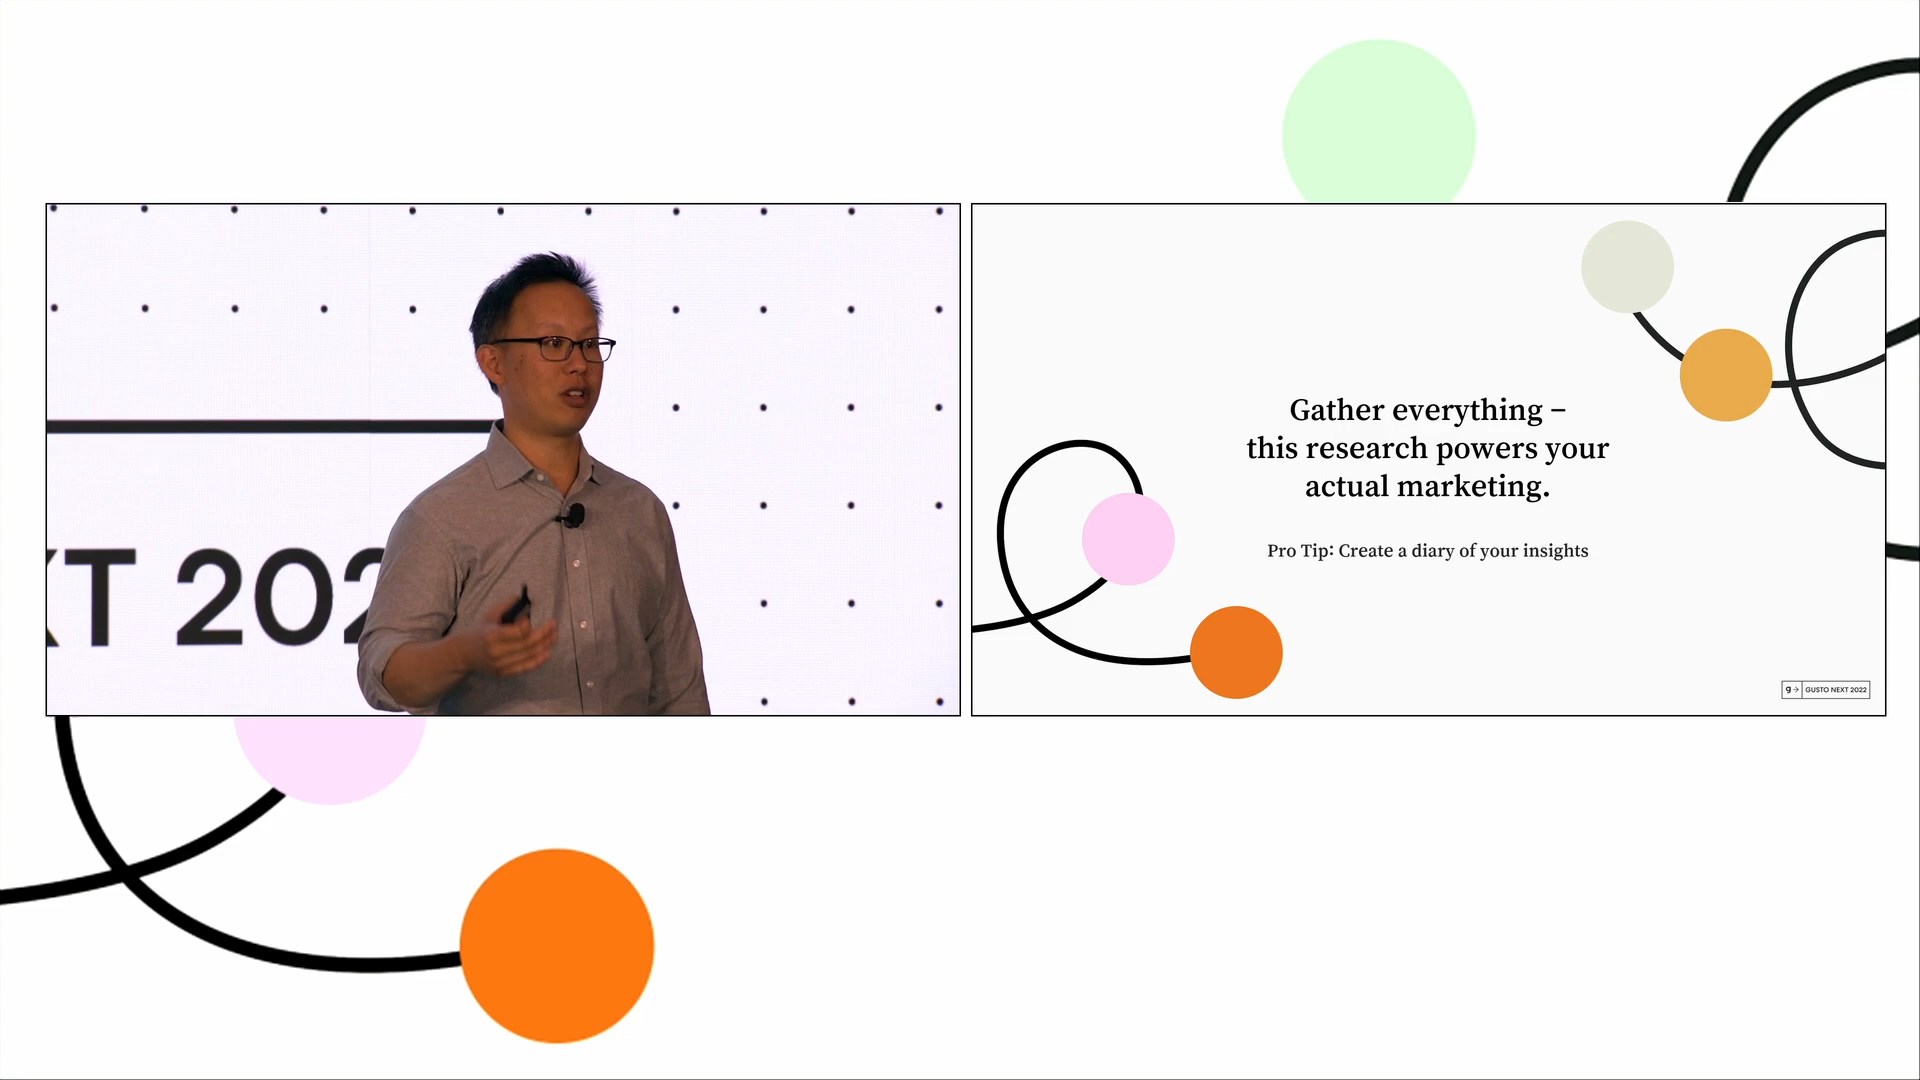 XT 202
Gather everything –
this research powers your
actual marketing.
Pro Tip: Create a diary of your insights
g→ GUSTO NEXT 2022